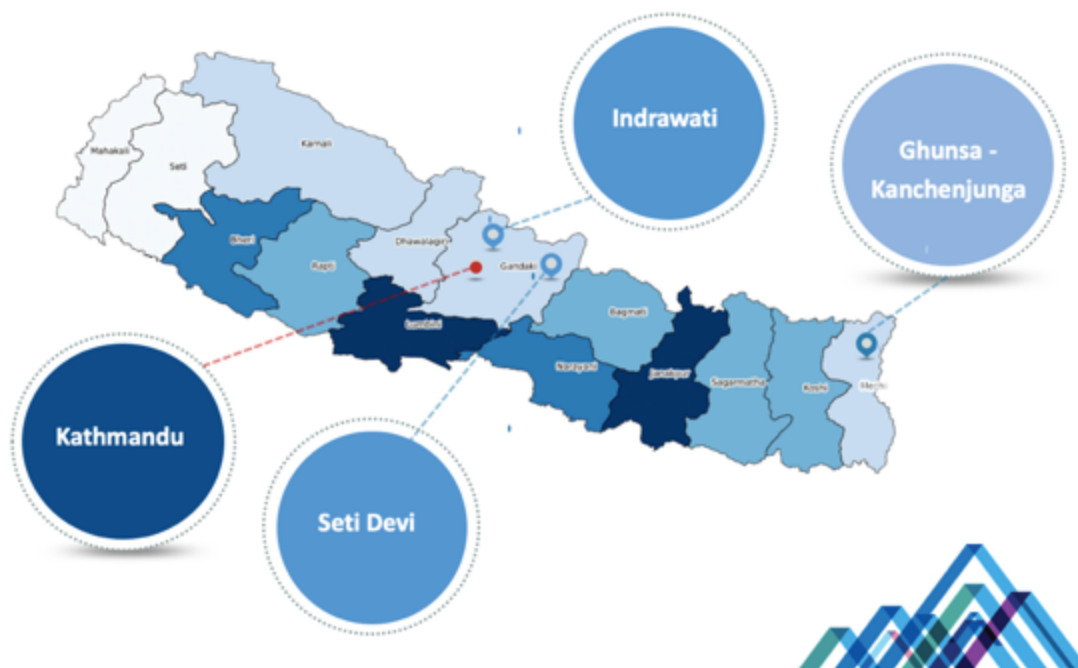 Indrawati
Ghunsa -
Kanchenjunga
Karnali
Mahakali
Seti
Bheri
Dhawalagiri
Rapti
Gandaki
Lumbini
Bagmati
Narayani
Janakpur
Sagarmatha
Koshi
Mechi
Kathmandu
Seti Devi